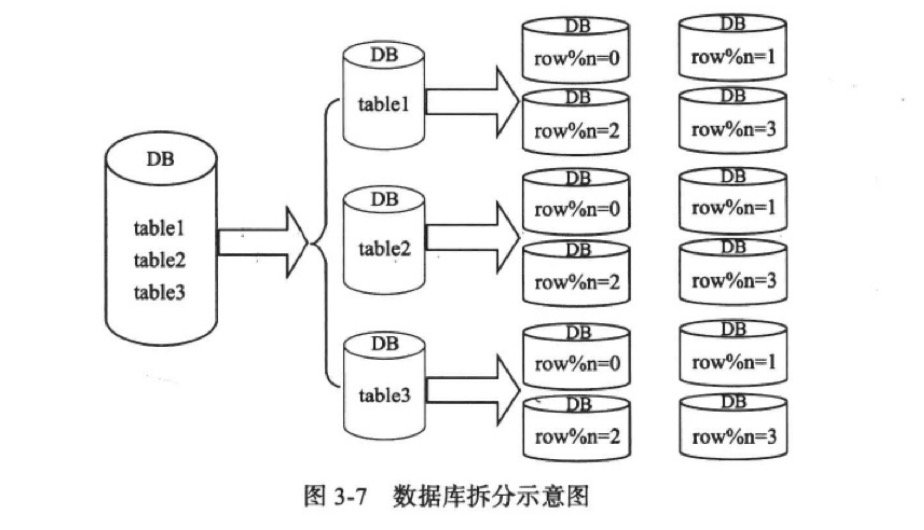 DB
table1
table2
table3
DB
table1
DB
table2
DB
table3
DB
row%n=0
DB
row%n=1
DB
row%n=2
DB
row%n=3
DB
row%n=0
DB
row%n=1
DB
row%n=2
DB
row%n=3
DB
row%n=0
DB
row%n=1
DB
row%n=2
DB
row%n=3
图 3-7 数据库拆分示意图